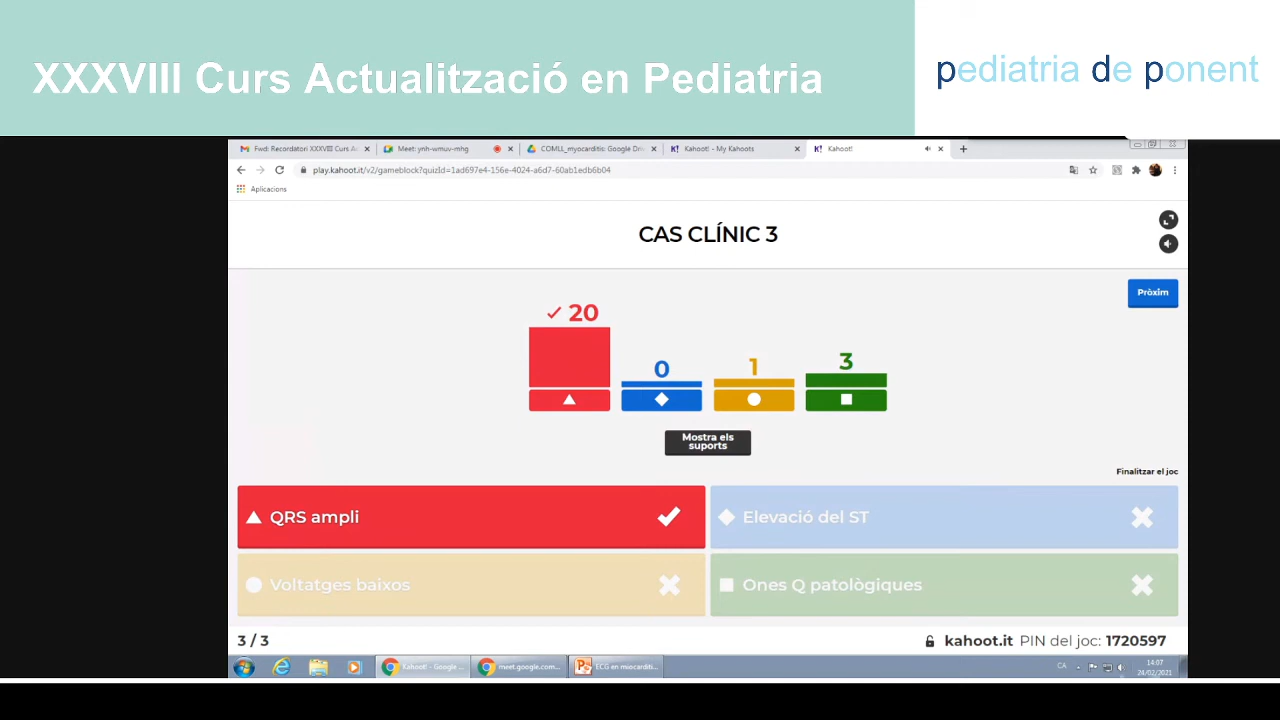 XXXVIII Curs Actualització en Pediatria
pediatria de ponent
Fwd: Recordatori XXXVIII Curs Ac
Meet: ynh-wmuv-mhg
COMLL_myocarditis: Google Dri
Kahoot! - My Kahoots
Kahoot!
play.kahoot.it/v2/gameblock?quizId=1ad697e4-156e-4024-a6d7-60ab1edb6b04
Aplicacions
CAS CLÍNIC 3
Pròxim
20
0
1
3
Mostra els
suports
Finalitzar el joc
QRS ampli
Elevació del ST
Voltatges baixos
Ones Q patològiques
3 / 3
kahoot.it PIN del joc: 1720597
Kahoot! - Google ...
meet.google.com...
ECG en miocarditi...
CA
14:07
24/02/2021